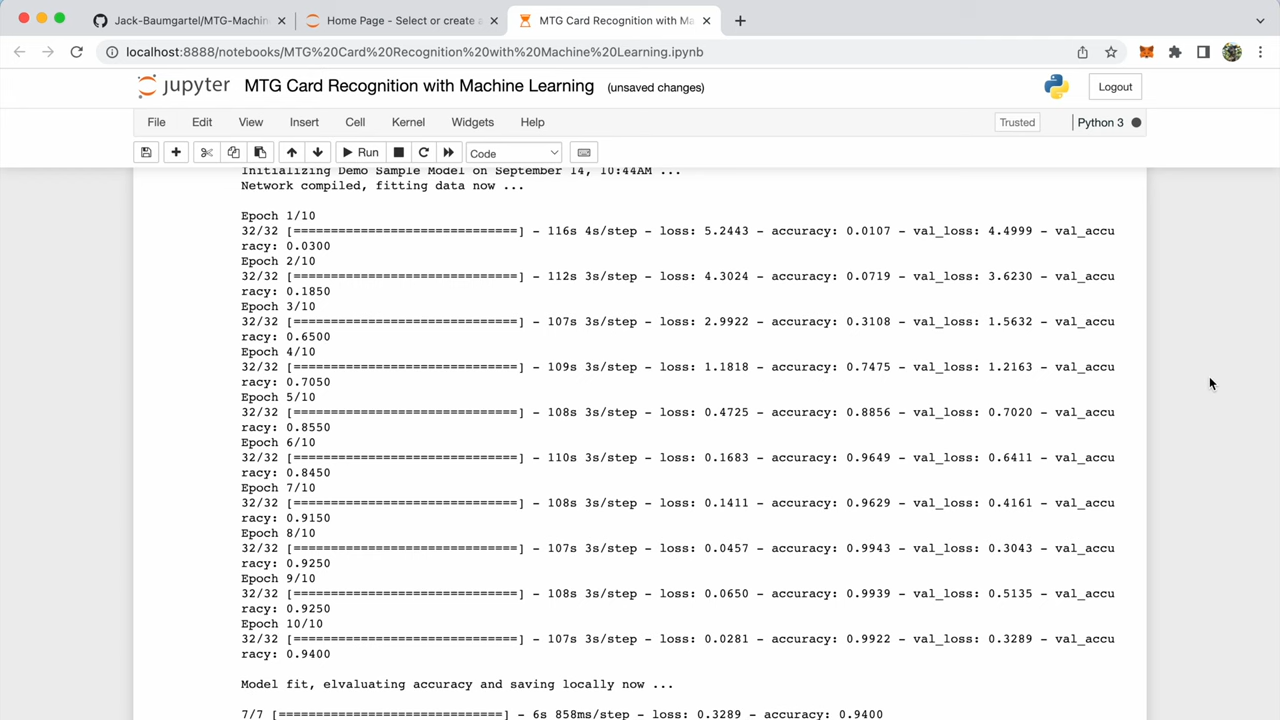 Jack-Baumgartel/MTG-Machin
Home Page - Select or create a
MTG Card Recognition with Ma
localhost:8888/notebooks/MTG%20Card%20Recognition%20with%20Machine%20Learning.ipynb
jupyter MTG Card Recognition with Machine Learning (unsaved changes)
Logout
File Edit View Insert Cell Kernel Widgets Help
Trusted Python 3
Run Code
Initializing Demo Sample Model on September 14, 10:44AM ...
Network compiled, fitting data now ...
Epoch 1/10
32/32 [==============================] - 116s 4s/step - loss: 5.2443 - accuracy: 0.0107 - val_loss: 4.4999 - val_accu
racy: 0.0300
Epoch 2/10
32/32 [==============================] - 112s 3s/step - loss: 4.3024 - accuracy: 0.0719 - val_loss: 3.6230 - val_accu
racy: 0.1850
Epoch 3/10
32/32 [==============================] - 107s 3s/step - loss: 2.9922 - accuracy: 0.3108 - val_loss: 1.5632 - val_accu
racy: 0.6500
Epoch 4/10
32/32 [==============================] - 109s 3s/step - loss: 1.1818 - accuracy: 0.7475 - val_loss: 1.2163 - val_accu
racy: 0.7050
Epoch 5/10
32/32 [==============================] - 108s 3s/step - loss: 0.4725 - accuracy: 0.8856 - val_loss: 0.7020 - val_accu
racy: 0.8550
Epoch 6/10
32/32 [==============================] - 110s 3s/step - loss: 0.1683 - accuracy: 0.9649 - val_loss: 0.6411 - val_accu
racy: 0.8450
Epoch 7/10
32/32 [==============================] - 108s 3s/step - loss: 0.1411 - accuracy: 0.9629 - val_loss: 0.4161 - val_accu
racy: 0.9150
Epoch 8/10
32/32 [==============================] - 107s 3s/step - loss: 0.0457 - accuracy: 0.9943 - val_loss: 0.3043 - val_accu
racy: 0.9250
Epoch 9/10
32/32 [==============================] - 108s 3s/step - loss: 0.0650 - accuracy: 0.9939 - val_loss: 0.5135 - val_accu
racy: 0.9250
Epoch 10/10
32/32 [==============================] - 107s 3s/step - loss: 0.0281 - accuracy: 0.9922 - val_loss: 0.3289 - val_accu
racy: 0.9400
Model fit, elvaluating accuracy and saving locally now ...
7/7 [==============================] - 6s 858ms/step - loss: 0.3289 - accuracy: 0.9400